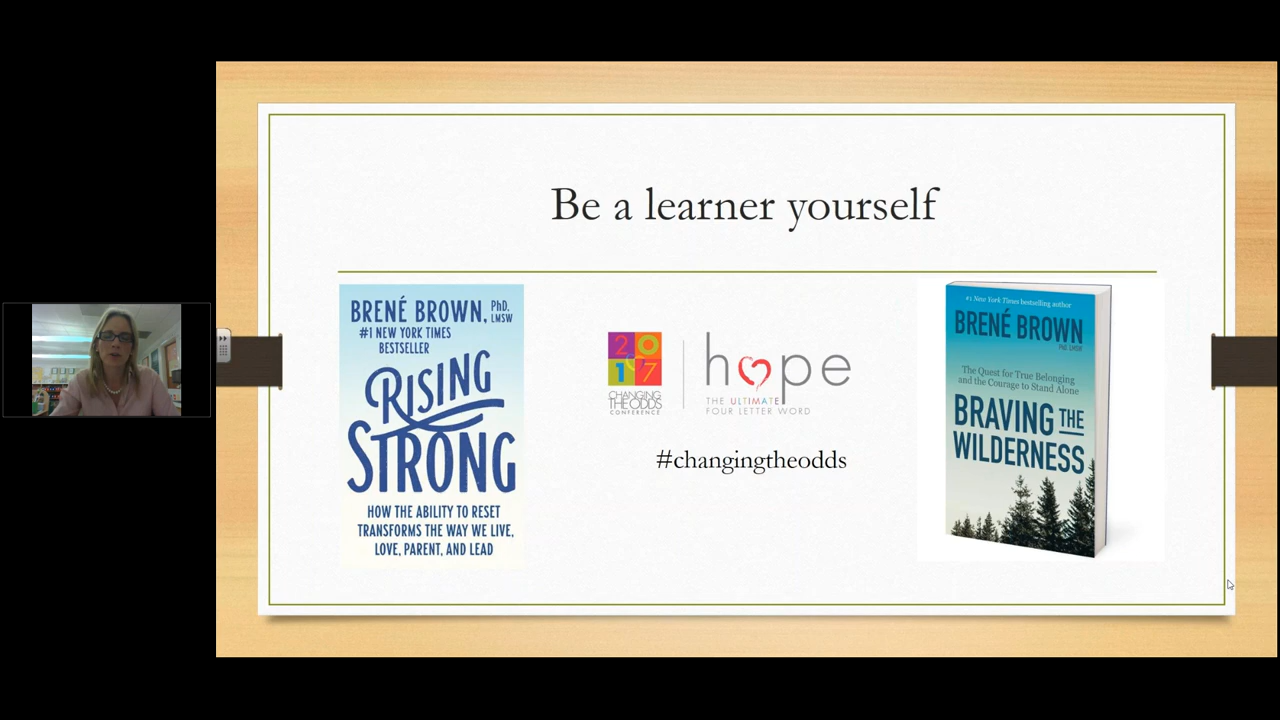 Be a learner yourself
BRENÉ BROWN, PhD, LMSW
#1 NEW YORK TIMES
BESTSELLER
RISING
STRONG
HOW THE ABILITY TO RESET
TRANSFORMS THE WAY WE LIVE,
LOVE, PARENT, AND LEAD
2017
CHANGING
THE ODDS
CONFERENCE
hope
THE ULTIMATE
FOUR LETTER WORD
#changingtheodds
#1 New York Times bestselling author
BRENÉ BROWN
PhD, LMSW
The Quest for True Belonging
and the Courage to Stand Alone
BRAVING THE
WILDERNESS